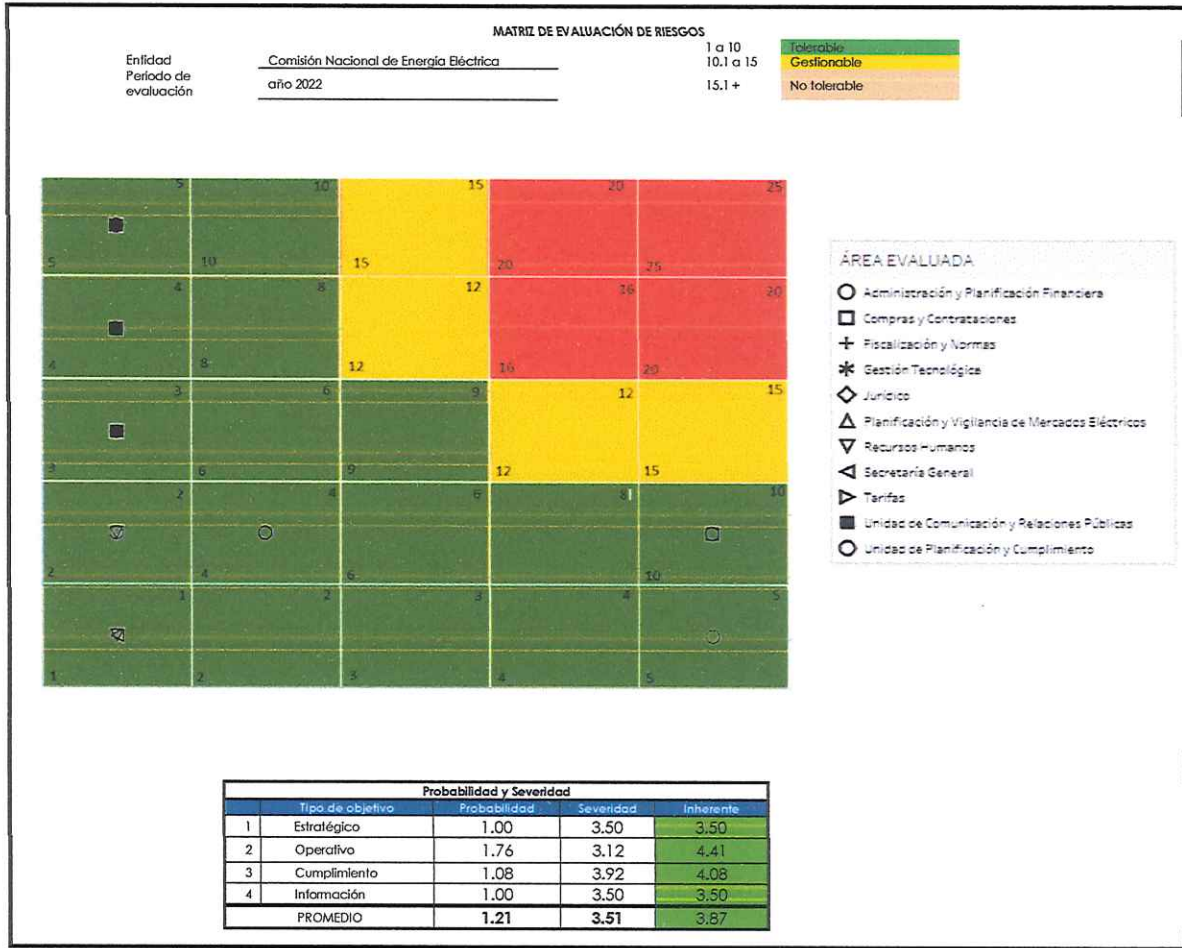 MATRIZ DE EVALUACIÓN DE RIESGOS
Entidad Comisión Nacional de Energía Eléctrica 1 a 10 Tolerable
10.1 a 15 Gestionable
Periodo de evaluación año 2022 15.1 + No tolerable
5 10 15 20 25
5 10 15 20 25
4 8 12 16 20
4 8 12 16 20
3 6 9 12 15
3 6 9 12 15
2 4 6 8 10
2 4 6 10
1 2 3 4 5
1 2 3 4 5
ÁREA EVALUADA
Administración y Planificación Financiera
Compras y Contrataciones
Fiscalización y Normas
Gestión Tecnológica
Jurídico
Planificación y Vigilancia de Mercados Eléctricos
Recursos Humanos
Secretaría General
Tarifas
Unidad de Comunicación y Relaciones Públicas
Unidad de Planificación y Cumplimiento
Probabilidad y Severidad
Tipo de objetivo Probabilidad Severidad Inherente
1 Estratégico 1.00 3.50 3.50
2 Operativo 1.76 3.12 4.41
3 Cumplimiento 1.08 3.92 4.08
4 Información 1.00 3.50 3.50
PROMEDIO 1.21 3.51 3.87